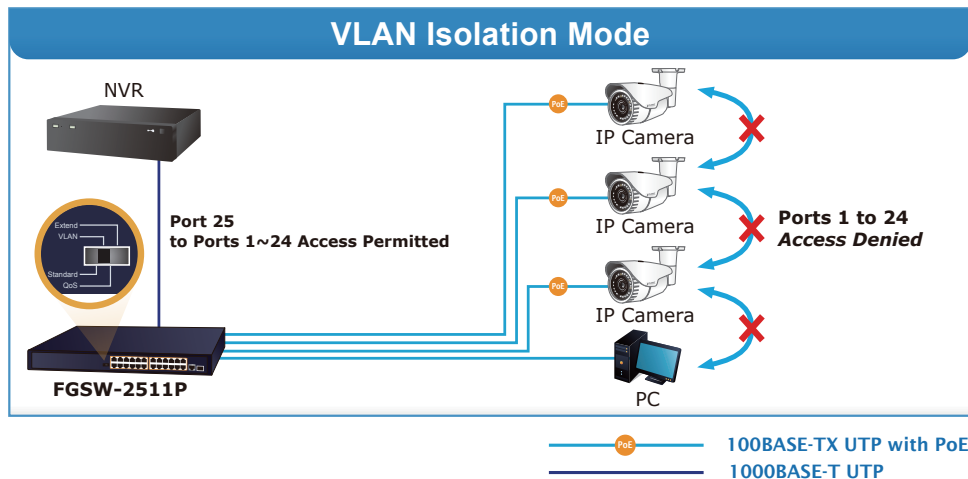 VLAN Isolation Mode
NVR
PoE
IP Camera
Extend
VLAN
Standard
QoS
Port 25
to Ports 1~24 Access Permitted
PoE
IP Camera
Ports 1 to 24
Access Denied
PoE
IP Camera
FGSW-2511P
PC
PoE
100BASE-TX UTP with PoE
1000BASE-T UTP